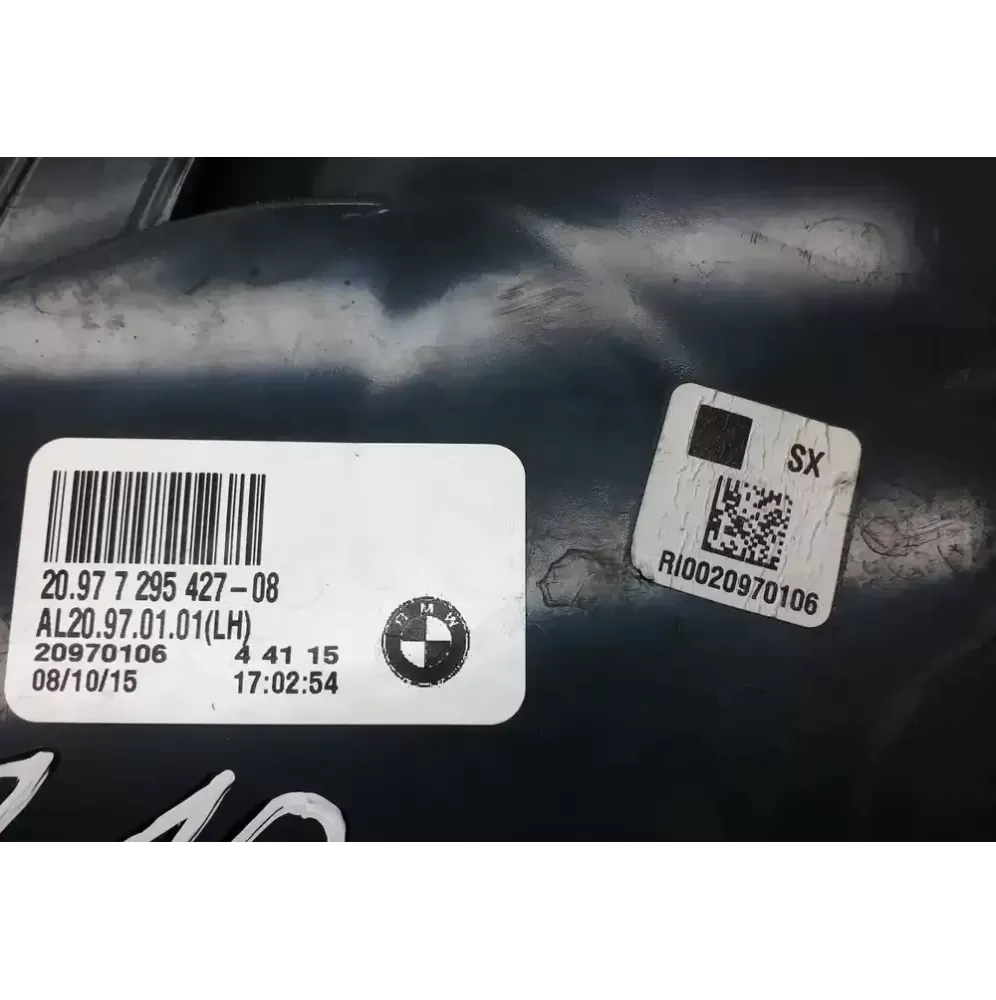 20.97 7 295 427-08
AL20.97.01.01(LH)
20970106 4 41 15
08/10/15 17:02:54
BMW
SX
RI0020970106